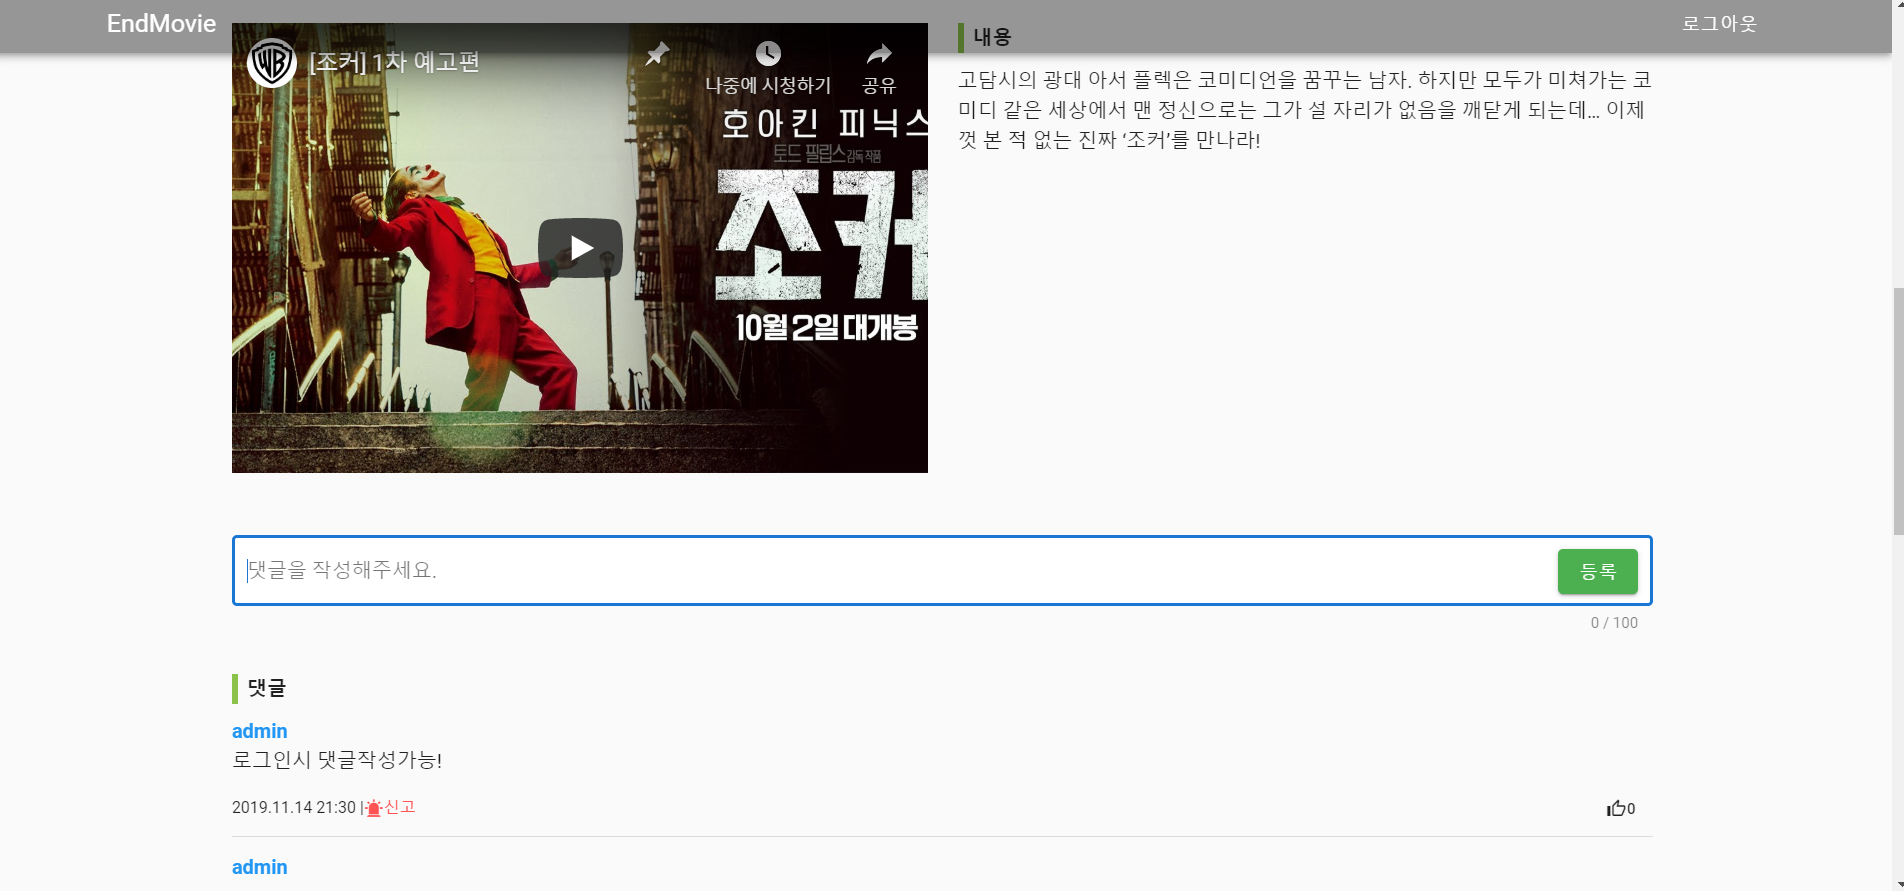 EndMovie
로그아웃
[조커] 1차 예고편
나중에 시청하기
공유
호아킨 피닉스
토드 필립스 감독 작품
조커
10월 2일 대개봉
내용
고담시의 광대 아서 플렉은 코미디언을 꿈꾸는 남자. 하지만 모두가 미쳐가는 코
미디 같은 세상에서 맨 정신으로는 그가 설 자리가 없음을 깨닫게 되는데... 이제
껏 본 적 없는 진짜 ‘조커’를 만나라!
댓글을 작성해주세요.
등록
0 / 100
댓글
admin
로그인시 댓글작성가능!
2019.11.14 21:30 | 신고
0
admin